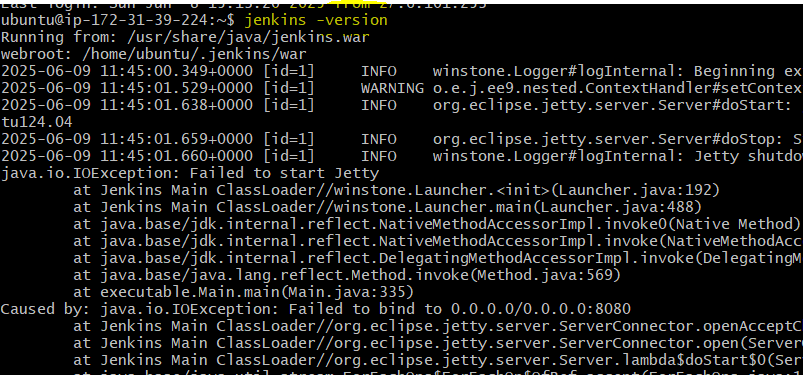 ubuntu@ip-172-31-39-224:~$ jenkins -version
Running from: /usr/share/java/jenkins.war
webroot: /home/ubuntu/.jenkins/war
2025-06-09 11:45:00.349+0000 [id=1] INFO winstone.Logger#logInternal: Beginning ex
2025-06-09 11:45:01.529+0000 [id=1] WARNING o.e.j.ee9.nested.ContextHandler#setContex
2025-06-09 11:45:01.638+0000 [id=1] INFO org.eclipse.jetty.server.Server#doStart:
tu124.04
2025-06-09 11:45:01.659+0000 [id=1] INFO org.eclipse.jetty.server.Server#doStop: S
2025-06-09 11:45:01.660+0000 [id=1] INFO winstone.Logger#logInternal: Jetty shutdow
java.io.IOException: Failed to start Jetty
at Jenkins Main ClassLoader//winstone.Launcher.<init>(Launcher.java:192)
at Jenkins Main ClassLoader//winstone.Launcher.main(Launcher.java:488)
at java.base/jdk.internal.reflect.NativeMethodAccessorImpl.invoke0(Native Method)
at java.base/jdk.internal.reflect.NativeMethodAccessorImpl.invoke(NativeMethodAcc
at java.base/jdk.internal.reflect.DelegatingMethodAccessorImpl.invoke(DelegatingM
at java.base/java.lang.reflect.Method.invoke(Method.java:569)
at executable.Main.main(Main.java:335)
Caused by: java.io.IOException: Failed to bind to 0.0.0.0/0.0.0.0:8080
at Jenkins Main ClassLoader//org.eclipse.jetty.server.ServerConnector.openAcceptC
at Jenkins Main ClassLoader//org.eclipse.jetty.server.ServerConnector.open(Server
at Jenkins Main ClassLoader//org.eclipse.jetty.server.Server.lambda$doStart$0(Ser